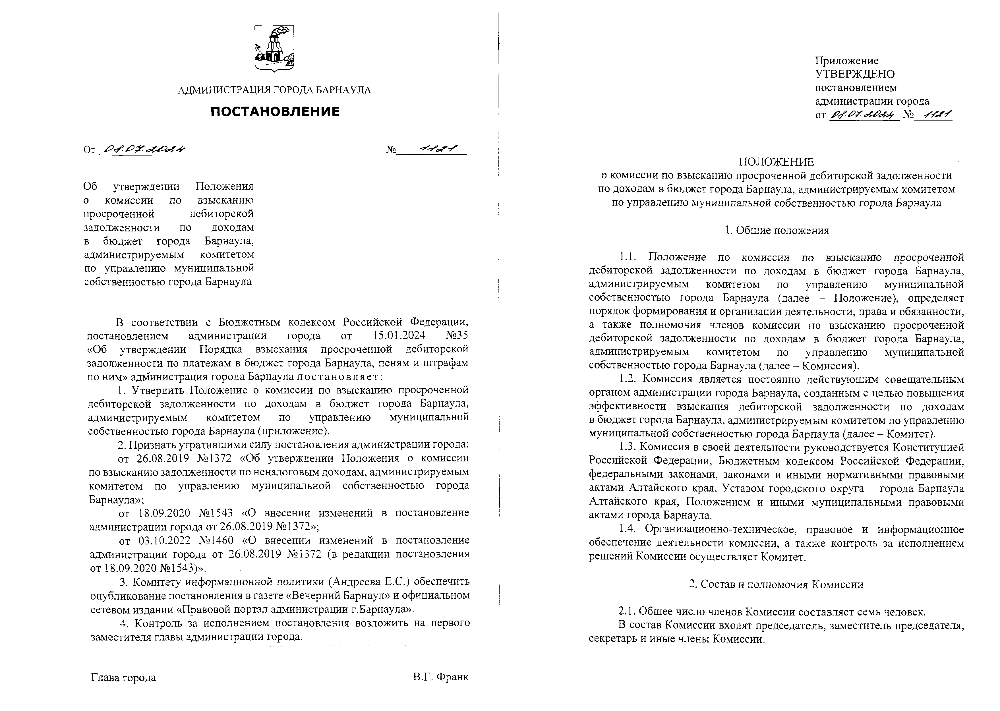 АДМИНИСТРАЦИЯ ГОРОДА БАРНАУЛА
ПОСТАНОВЛЕНИЕ
От 08.07.2024 № 1121
Об утверждении Положения
о комиссии по взысканию
просроченной дебиторской
задолженности по доходам
в бюджет города Барнаула,
администрируемым комитетом
по управлению муниципальной
собственностью города Барнаула
В соответствии с Бюджетным кодексом Российской Федерации,
постановлением администрации города от 15.01.2024 №35
«Об утверждении Порядка взыскания просроченной дебиторской
задолженности по платежам в бюджет города Барнаула, пеням и штрафам
по ним» администрация города Барнаула постановляет:
1. Утвердить Положение о комиссии по взысканию просроченной
дебиторской задолженности по доходам в бюджет города Барнаула,
администрируемым комитетом по управлению муниципальной
собственностью города Барнаула (приложение).
2. Признать утратившими силу постановления администрации города:
от 26.08.2019 №1372 «Об утверждении Положения о комиссии
по взысканию задолженности по неналоговым доходам, администрируемым
комитетом по управлению муниципальной собственностью города
Барнаула»;
от 18.09.2020 №1543 «О внесении изменений в постановление
администрации города от 26.08.2019 №1372»;
от 03.10.2022 №1460 «О внесении изменений в постановление
администрации города от 26.08.2019 №1372 (в редакции постановления
от 18.09.2020 №1543)».
3. Комитету информационной политики (Андреева Е.С.) обеспечить
опубликование постановления в газете «Вечерний Барнаул» и официальном
сетевом издании «Правовой портал администрации г.Барнаула».
4. Контроль за исполнением постановления возложить на первого
заместителя главы администрации города.
Глава города В.Г. Франк
Приложение
УТВЕРЖДЕНО
постановлением
администрации города
от 08.07.2024 № 1121
ПОЛОЖЕНИЕ
о комиссии по взысканию просроченной дебиторской задолженности
по доходам в бюджет города Барнаула, администрируемым комитетом
по управлению муниципальной собственностью города Барнаула
1. Общие положения
1.1. Положение по комиссии по взысканию просроченной
дебиторской задолженности по доходам в бюджет города Барнаула,
администрируемым комитетом по управлению муниципальной
собственностью города Барнаула (далее – Положение), определяет
порядок формирования и организации деятельности, права и обязанности,
а также полномочия членов комиссии по взысканию просроченной
дебиторской задолженности по доходам в бюджет города Барнаула,
администрируемым комитетом по управлению муниципальной
собственностью города Барнаула (далее – Комиссия).
1.2. Комиссия является постоянно действующим совещательным
органом администрации города Барнаула, созданным с целью повышения
эффективности взыскания дебиторской задолженности по доходам
в бюджет города Барнаула, администрируемым комитетом по управлению
муниципальной собственностью города Барнаула (далее – Комитет).
1.3. Комиссия в своей деятельности руководствуется Конституцией
Российской Федерации, Бюджетным кодексом Российской Федерации,
федеральными законами, законами и иными нормативными правовыми
актами Алтайского края, Уставом городского округа – города Барнаула
Алтайского края, Положением и иными муниципальными правовыми
актами города Барнаула.
1.4. Организационно-техническое, правовое и информационное
обеспечение деятельности комиссии, а также контроль за исполнением
решений Комиссии осуществляет Комитет.
2. Состав и полномочия Комиссии
2.1. Общее число членов Комиссии составляет семь человек.
В состав Комиссии входят председатель, заместитель председателя,
секретарь и иные члены Комиссии.